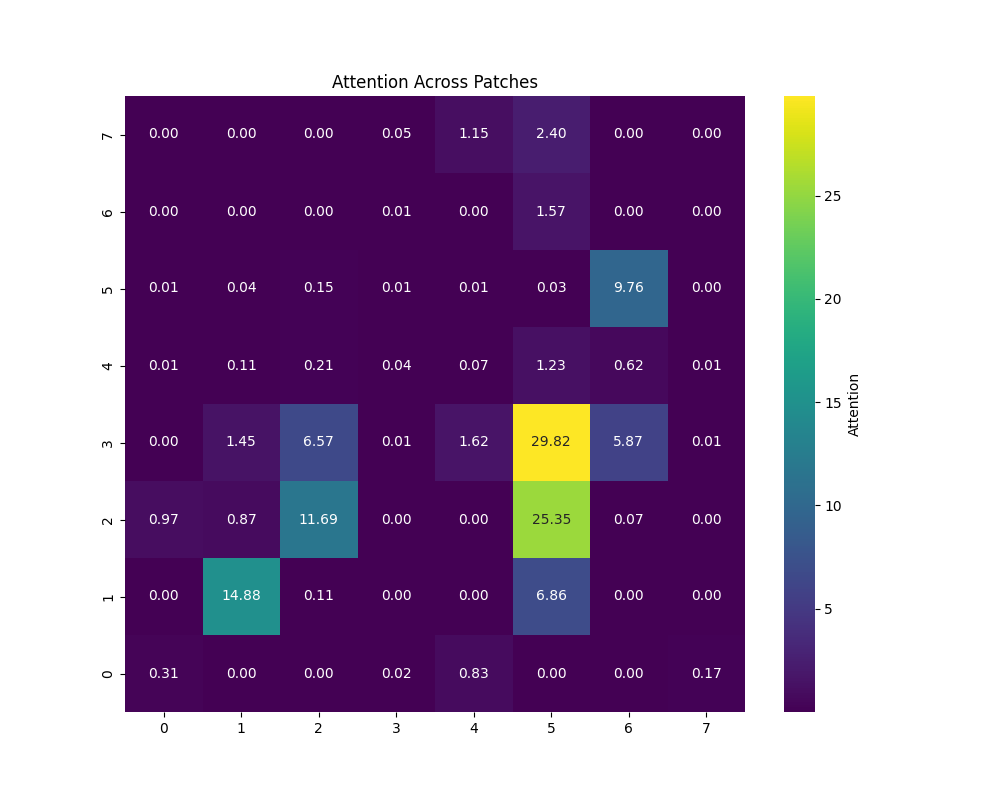 Attention Across Patches
7 0.00 0.00 0.00 0.05 1.15 2.40 0.00 0.00
6 0.00 0.00 0.00 0.01 0.00 1.57 0.00 0.00
5 0.01 0.04 0.15 0.01 0.01 0.03 9.76 0.00
4 0.01 0.11 0.21 0.04 0.07 1.23 0.62 0.01
3 0.00 1.45 6.57 0.01 1.62 29.82 5.87 0.01
2 0.97 0.87 11.69 0.00 0.00 25.35 0.07 0.00
1 0.00 14.88 0.11 0.00 0.00 6.86 0.00 0.00
0 0.31 0.00 0.00 0.02 0.83 0.00 0.00 0.17
0 1 2 3 4 5 6 7
25
20
15
10
5
Attention